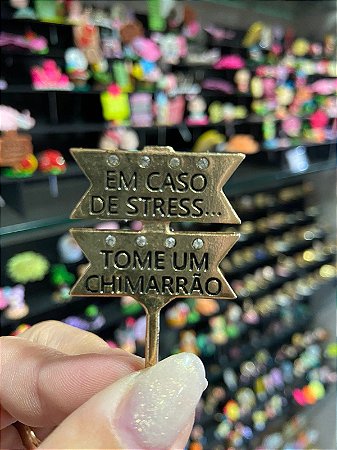 EM CASO
DE STRESS...
TOME UM
CHIMARRÃO